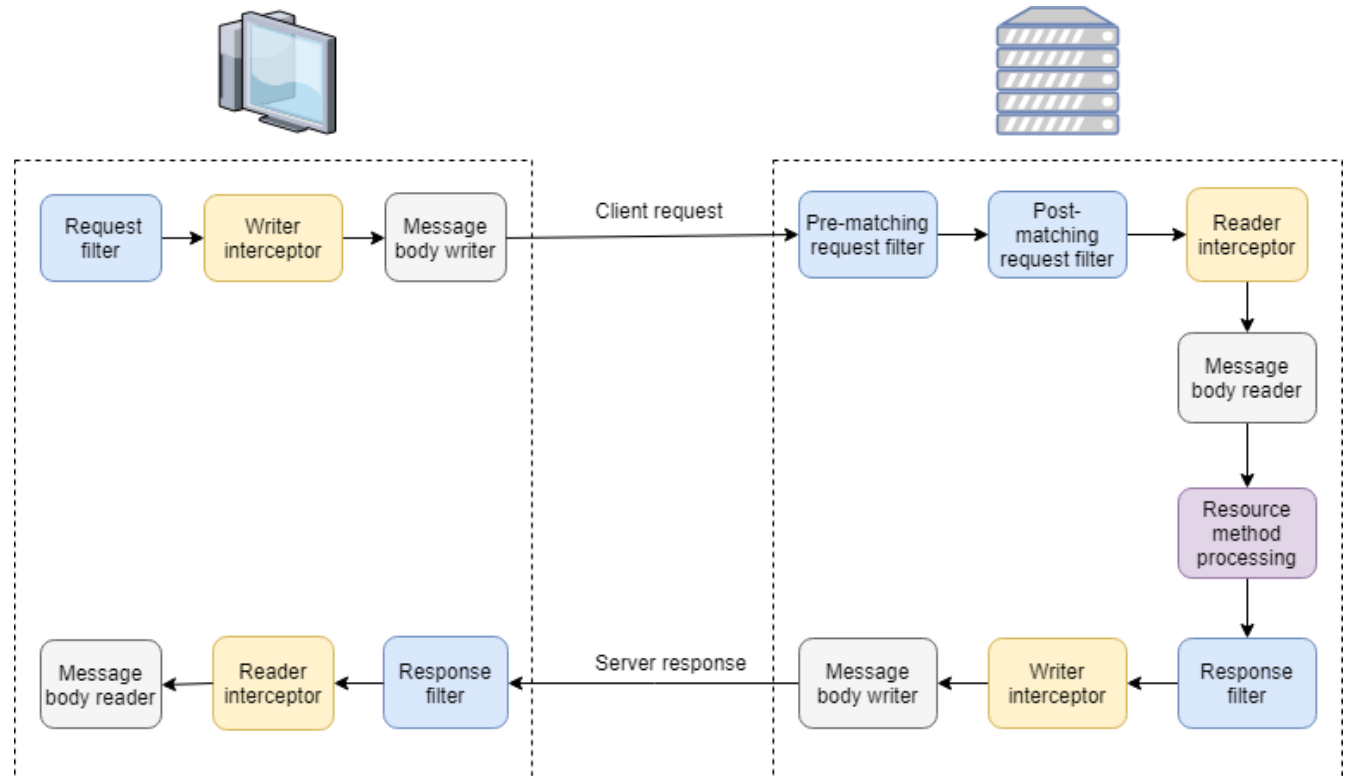 Request
filter
Writer
interceptor
Message
body writer
Client request
Pre-matching
request filter
Post-
matching
request filter
Reader
interceptor
Message
body reader
Resource
method
processing
Response
filter
Writer
interceptor
Message
body writer
Server response
Response
filter
Reader
interceptor
Message
body reader